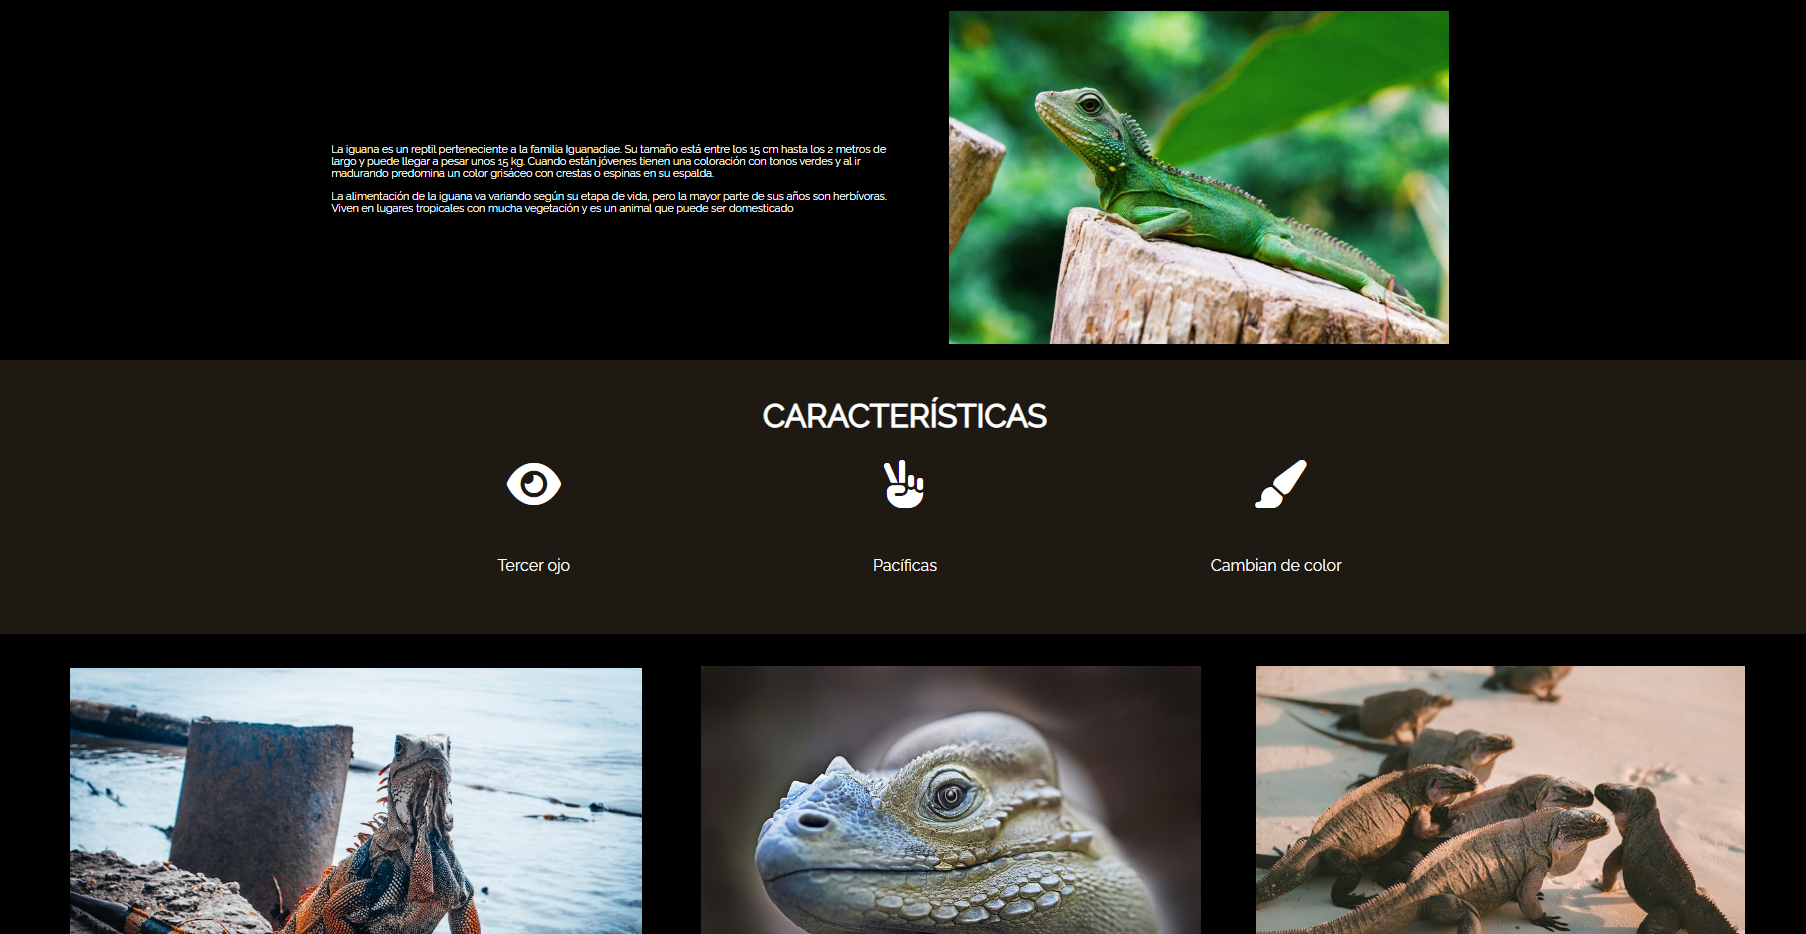 La iguana es un reptil perteneciente a la familia Iguanadiae. Su tamaño está entre los 15 cm hasta los 2 metros de
largo y puede llegar a pesar unos 15 kg. Cuando están jóvenes tienen una coloración con tonos verdes y al ir
madurando predomina un color grisáceo con crestas o espinas en su espalda.
La alimentación de la iguana va variando según su etapa de vida, pero la mayor parte de sus años son herbívoras.
Viven en lugares tropicales con mucha vegetación y es un animal que puede ser domesticado
CARACTERÍSTICAS
Tercer ojo
Pacíficas
Cambian de color